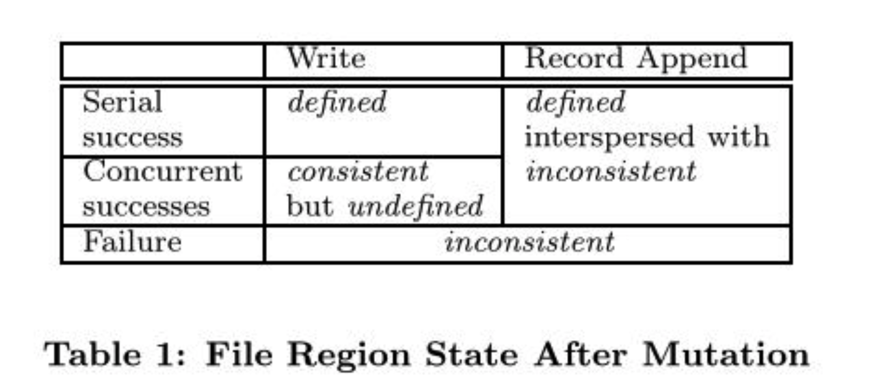 Write Record Append
Serial success defined defined interspersed with inconsistent
Concurrent successes consistent but undefined
Failure inconsistent
Table 1: File Region State After Mutation